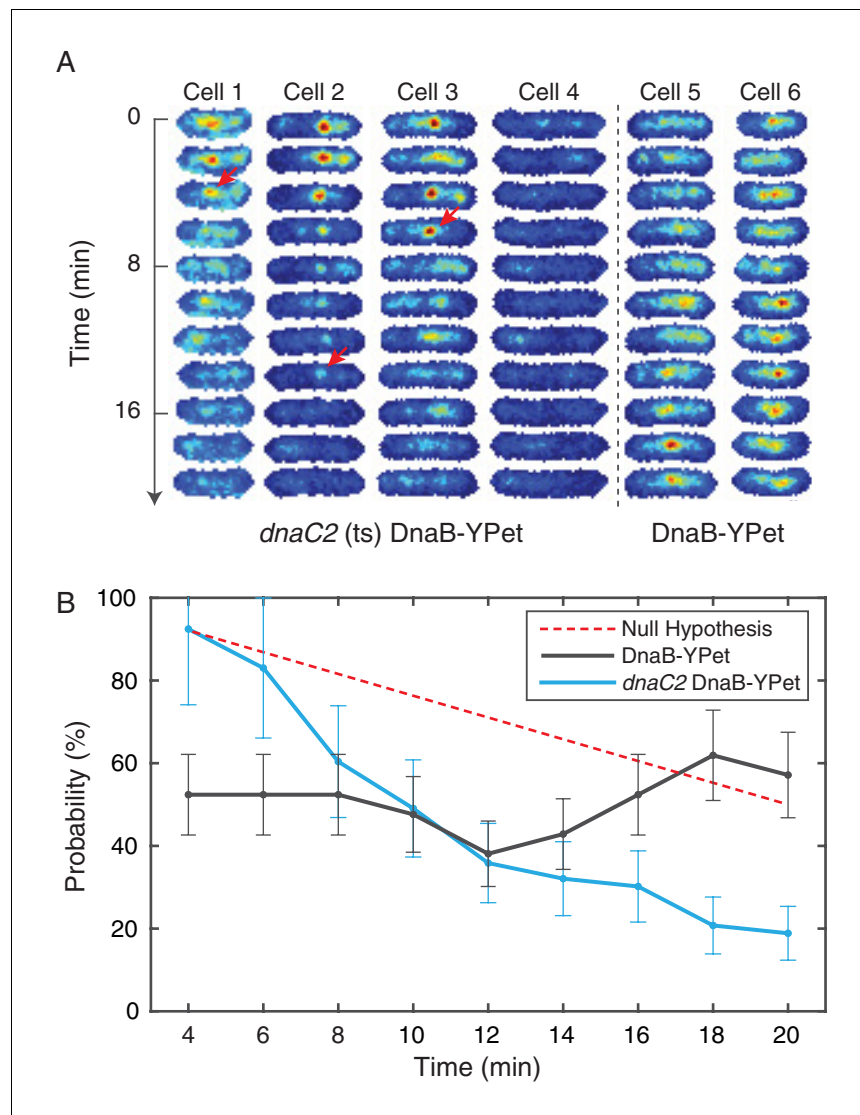 A
Cell 1 Cell 2 Cell 3 Cell 4 Cell 5 Cell 6
0
8
16
Time (min)
dnaC2 (ts) DnaB-YPet DnaB-YPet
B
100
80
60
40
20
0
Probability (%)
Null Hypothesis
DnaB-YPet
dnaC2 DnaB-YPet
4 6 8 10 12 14 16 18 20
Time (min)